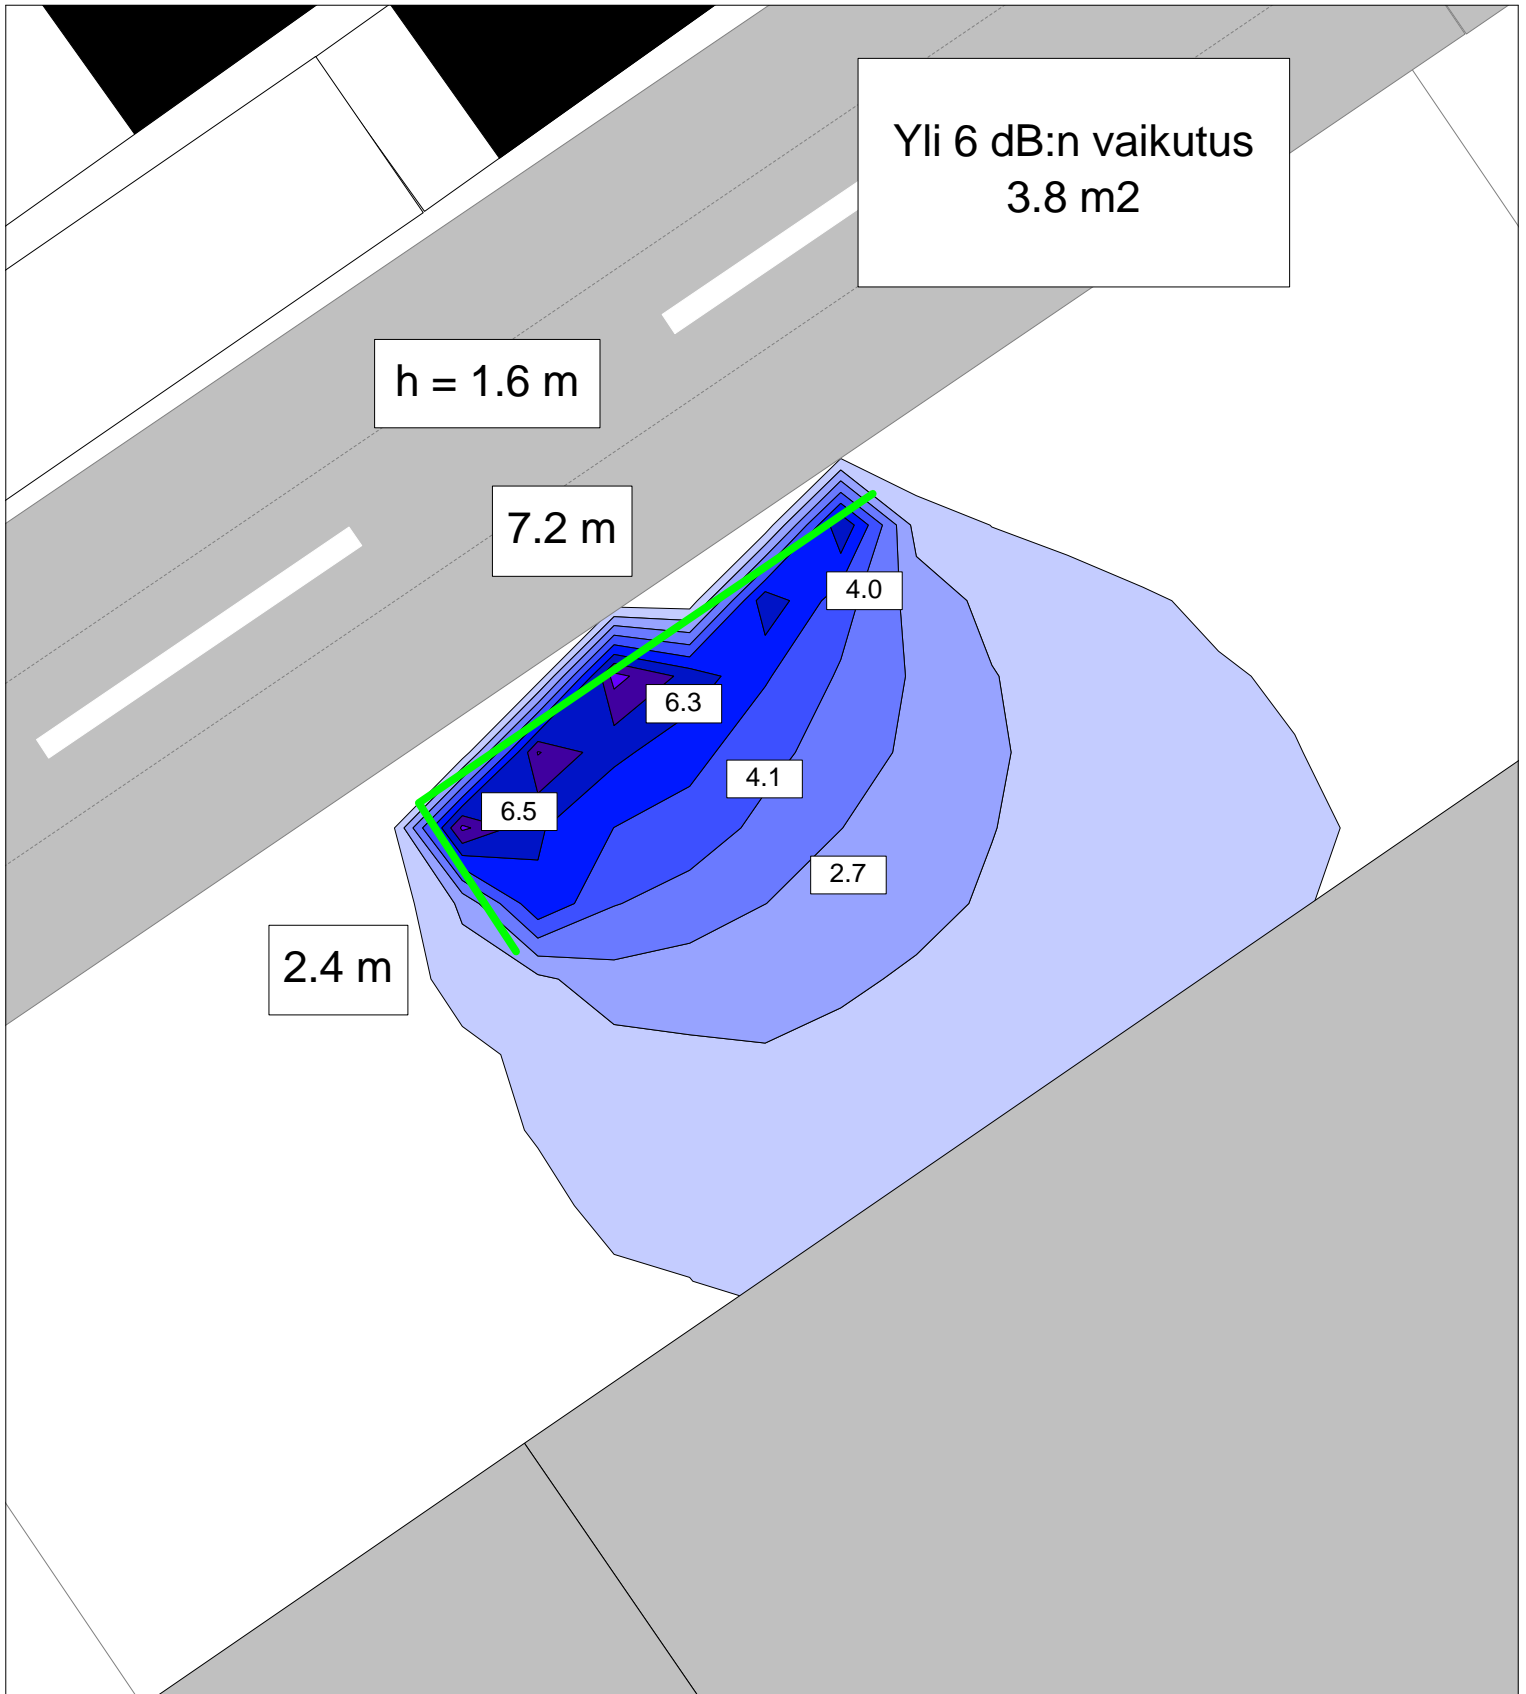 Yli 6 dB:n vaikutus
3.8 m2
h = 1.6 m
7.2 m
4.0
6.3
4.1
6.5
2.7
2.4 m